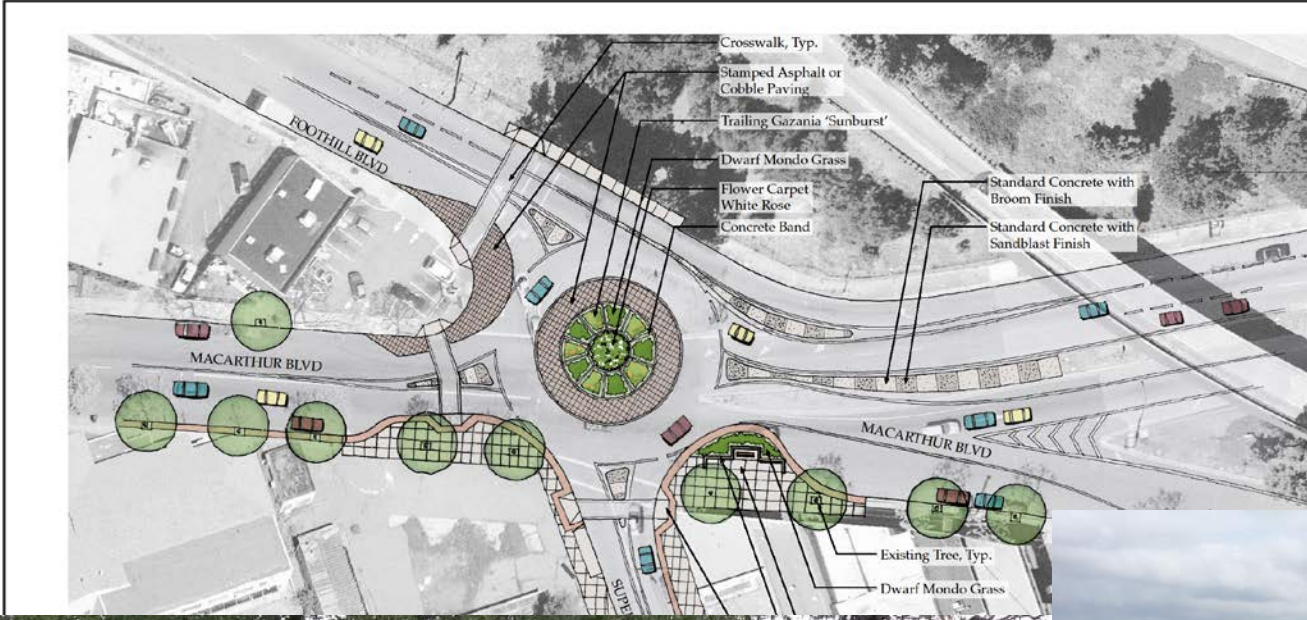 Crosswalk, Typ.
Stamped Asphalt or
Cobble Paving
Trailing Gazania 'Sunburst'
Dwarf Mondo Grass
Flower Carpet
White Rose
Concrete Band
Standard Concrete with
Broom Finish
Standard Concrete with
Sandblast Finish
FOOTHILL BLVD
MACARTHUR BLVD
MACARTHUR BLVD
Existing Tree, Typ.
Dwarf Mondo Grass